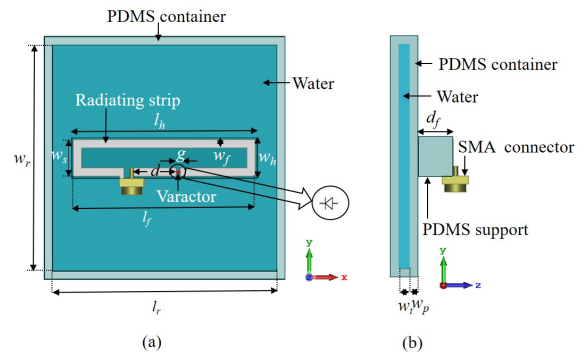 PDMS container
Water
Radiating strip
l_h
w_r
w_s
g
w_f
w_h
d
Varactor
l_f
l_r
y
x
(a)
PDMS container
Water
d_f
SMA connector
PDMS support
y
z
w_t
w_p
(b)